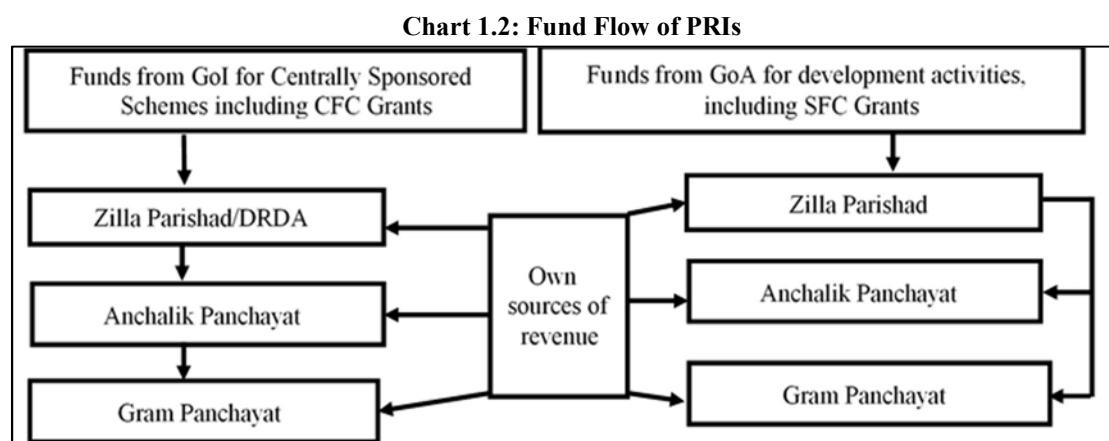 Chart 1.2: Fund Flow of PRIs
Funds from GoI for Centrally Sponsored
Schemes including CFC Grants
Funds from GoA for development activities,
including SFC Grants
Zilla Parishad/DRDA
Zilla Parishad
Own
sources of
revenue
Anchalik Panchayat
Anchalik Panchayat
Gram Panchayat
Gram Panchayat